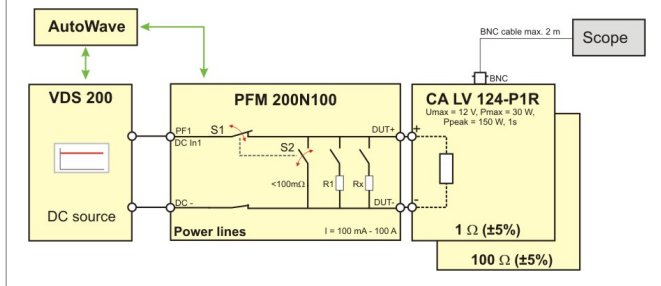 AutoWave
BNC cable max. 2 m
Scope
BNC
VDS 200
PFM 200N100
CA LV 124-P1R
Umax = 12 V, Pmax = 30 W,
Ppeak = 150 W, 1s
PF1
S1
DUT+
+
DC In1
S2
<100mΩ
R1
Rx
DC -
DUT-
-
DC source
Power lines
I = 100 mA - 100 A
1 Ω (±5%)
100 Ω (±5%)